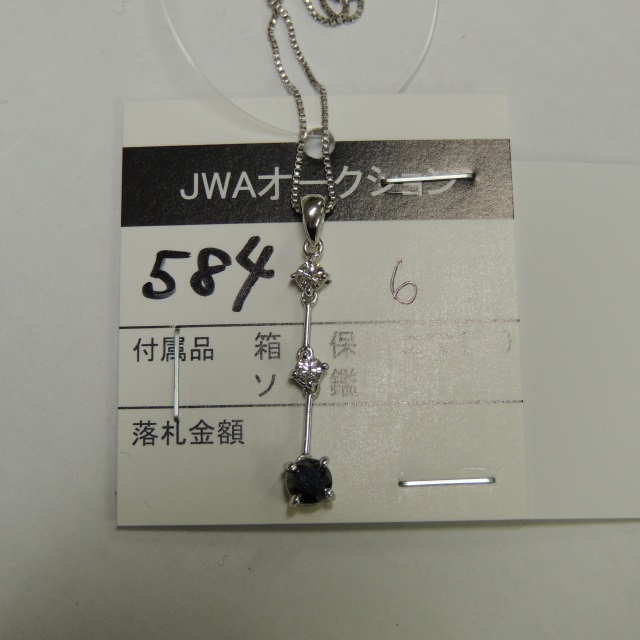 JWAオークション
584 6
付属品 箱 保
ソ 鑑
落札金額